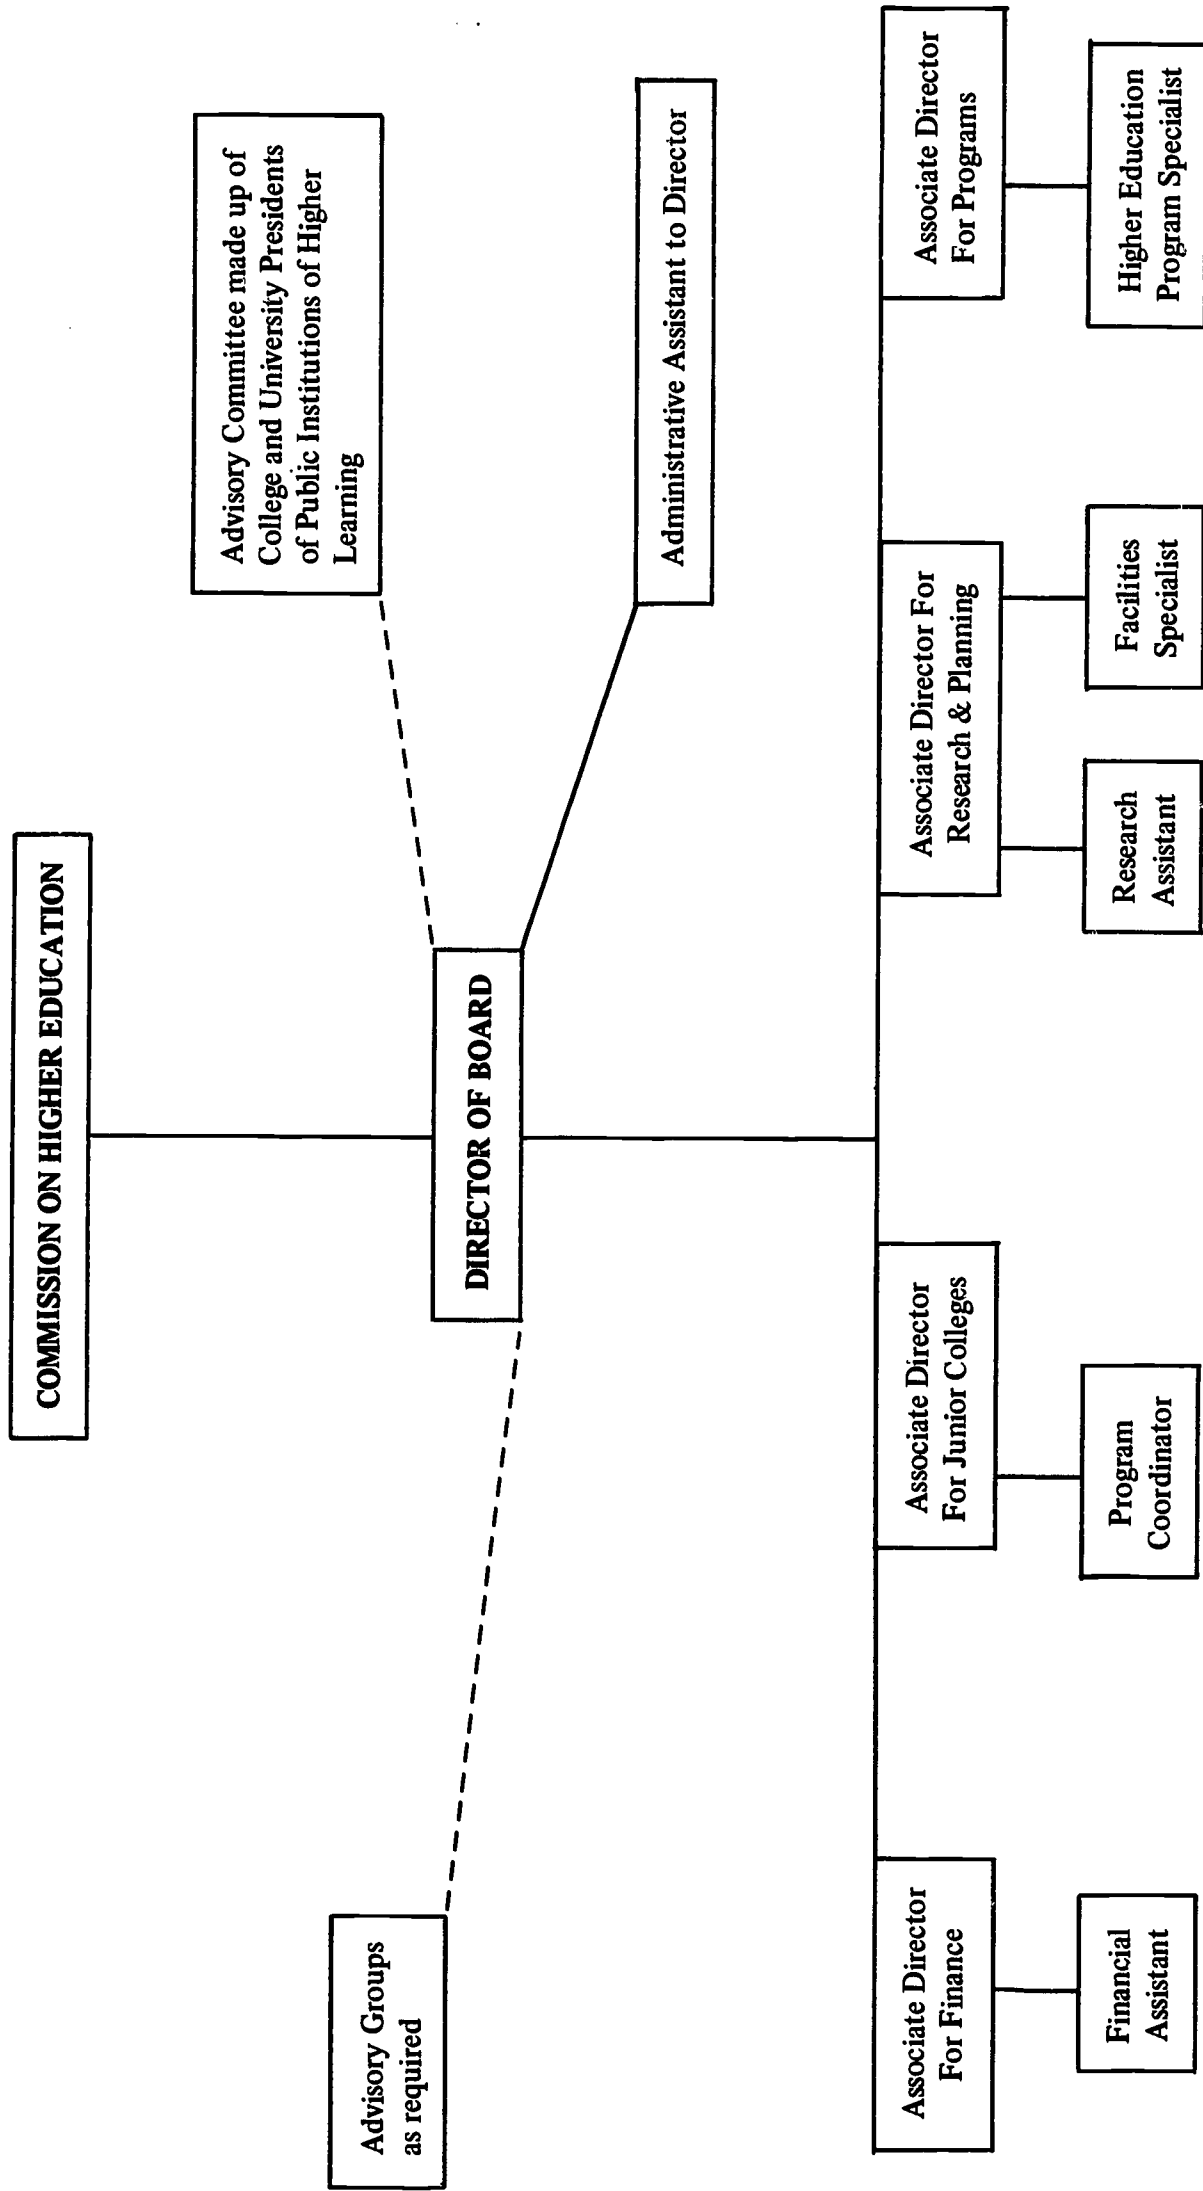 COMMISSION ON HIGHER EDUCATION
Advisory Committee made up of
College and University Presidents
of Public Institutions of Higher
Learning
Advisory Groups
as required
DIRECTOR OF BOARD
Administrative Assistant to Director
Associate Director
For Finance
Associate Director
For Junior Colleges
Associate Director For
Research & Planning
Associate Director
For Programs
Financial
Assistant
Program
Coordinator
Research
Assistant
Facilities
Specialist
Higher Education
Program Specialist